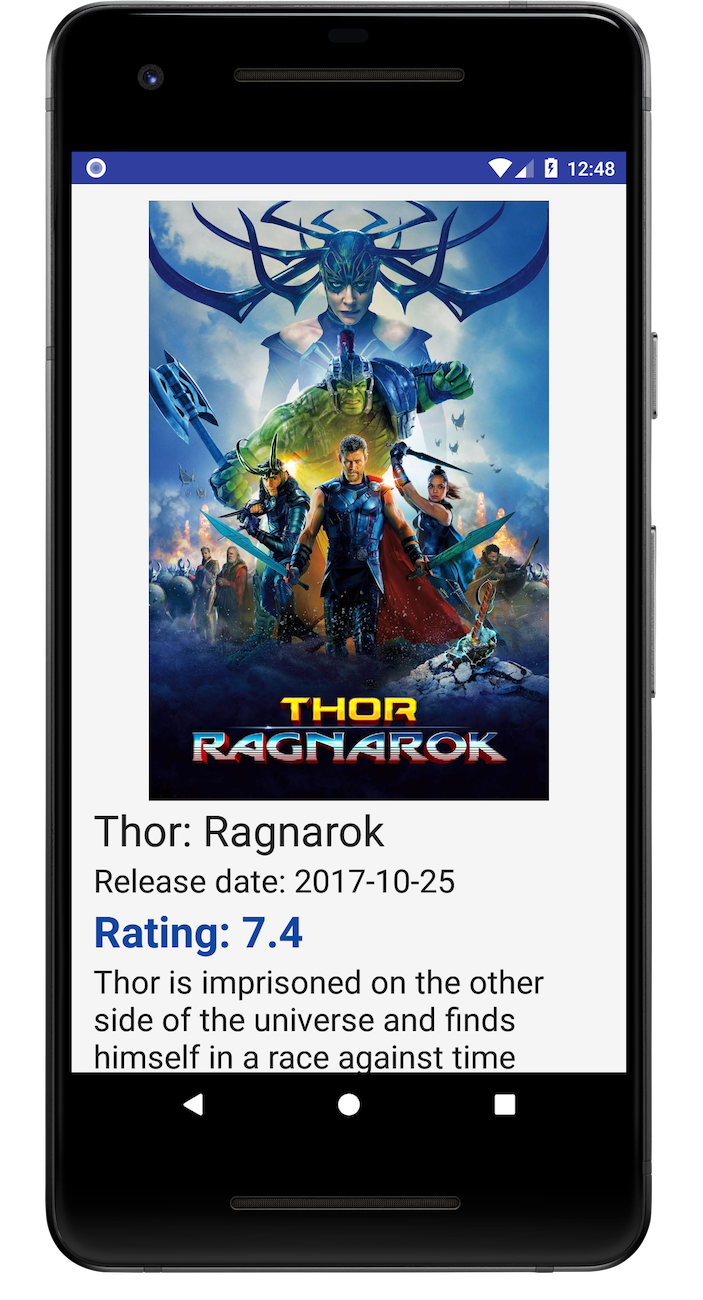 12:48
THOR
RAGNAROK
Thor: Ragnarok
Release date: 2017-10-25
Rating: 7.4
Thor is imprisoned on the other
side of the universe and finds
himself in a race against time